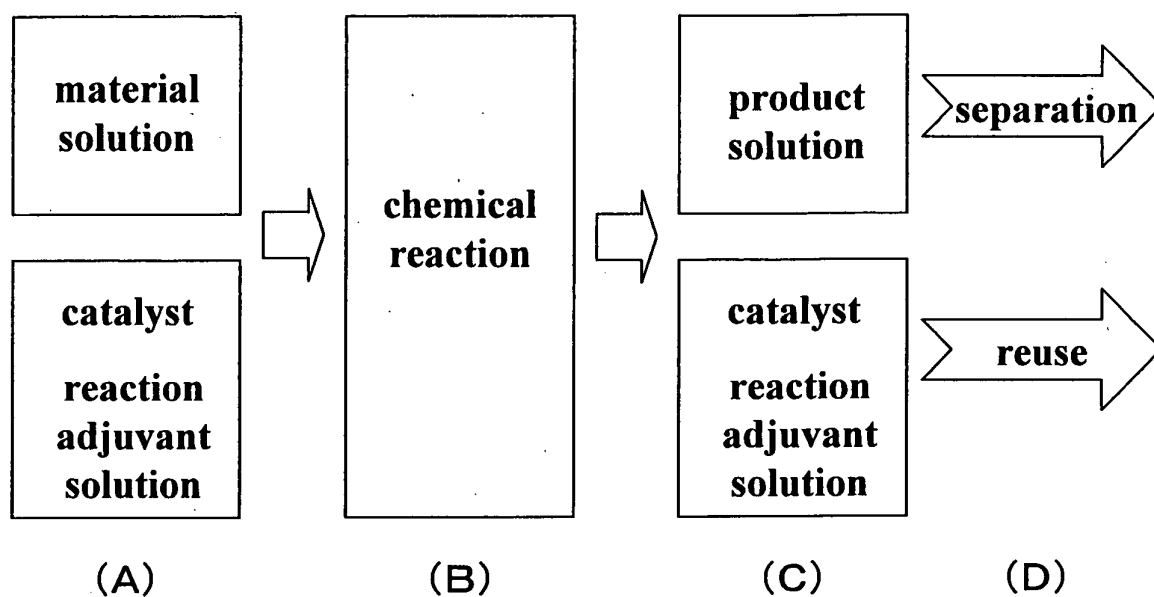 material
solution
catalyst
reaction
adjuvant
solution
chemical
reaction
product
solution
catalyst
reaction
adjuvant
solution
separation
reuse
(A)
(B)
(C)
(D)